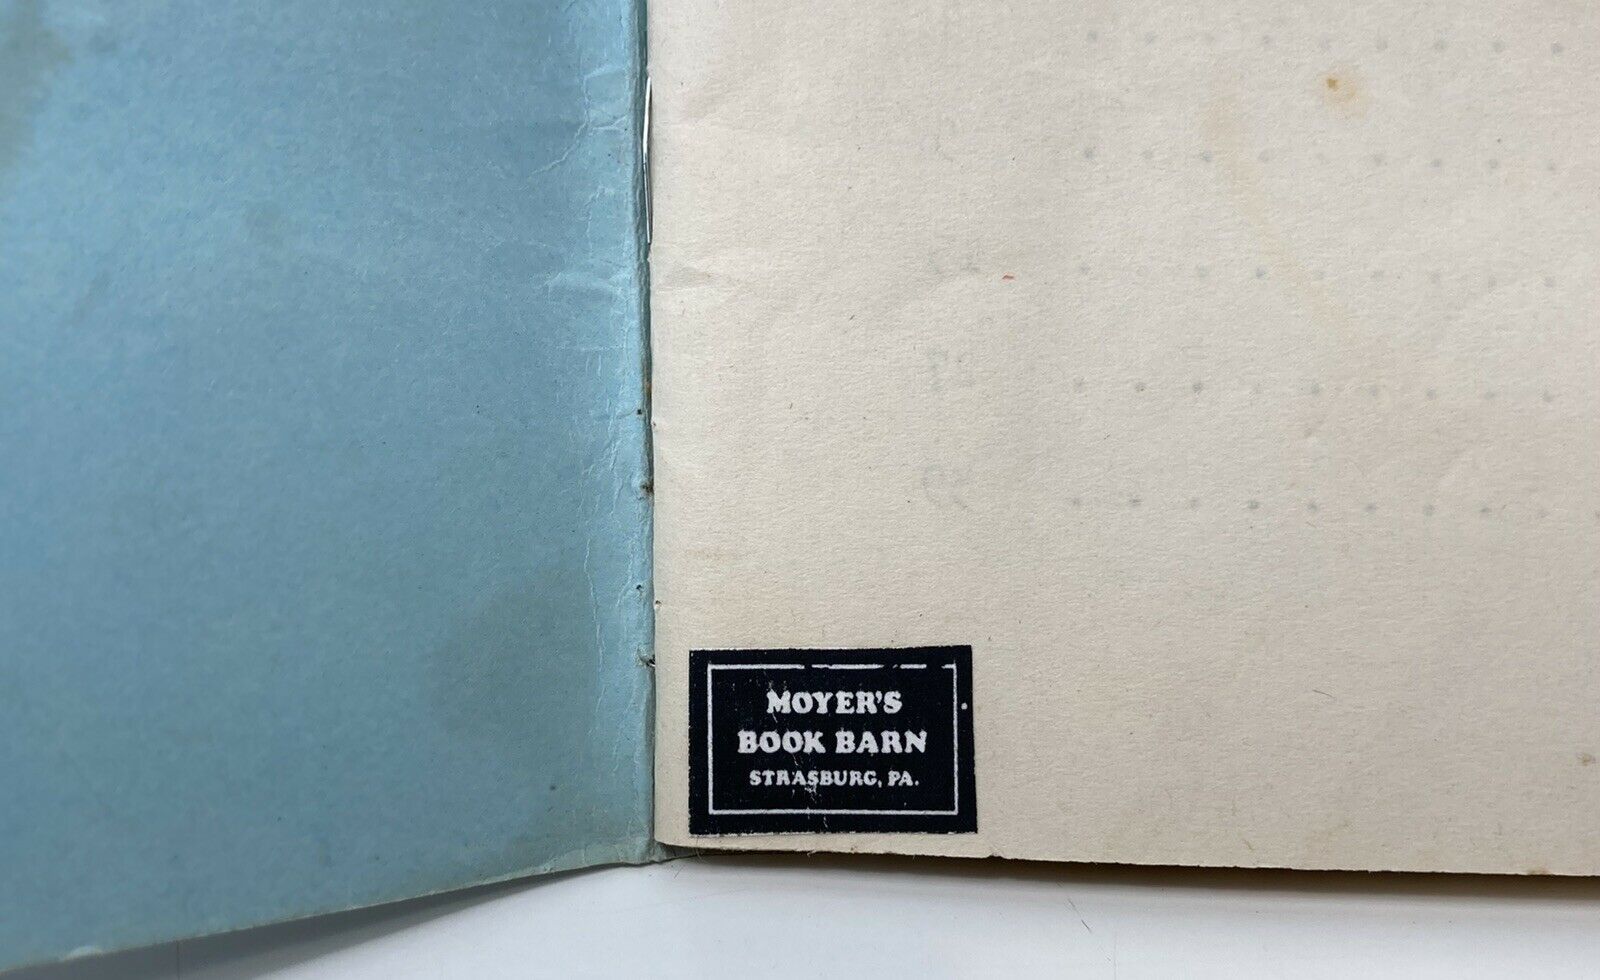 MOYER'S
BOOK BARN
STRASBURG, PA.